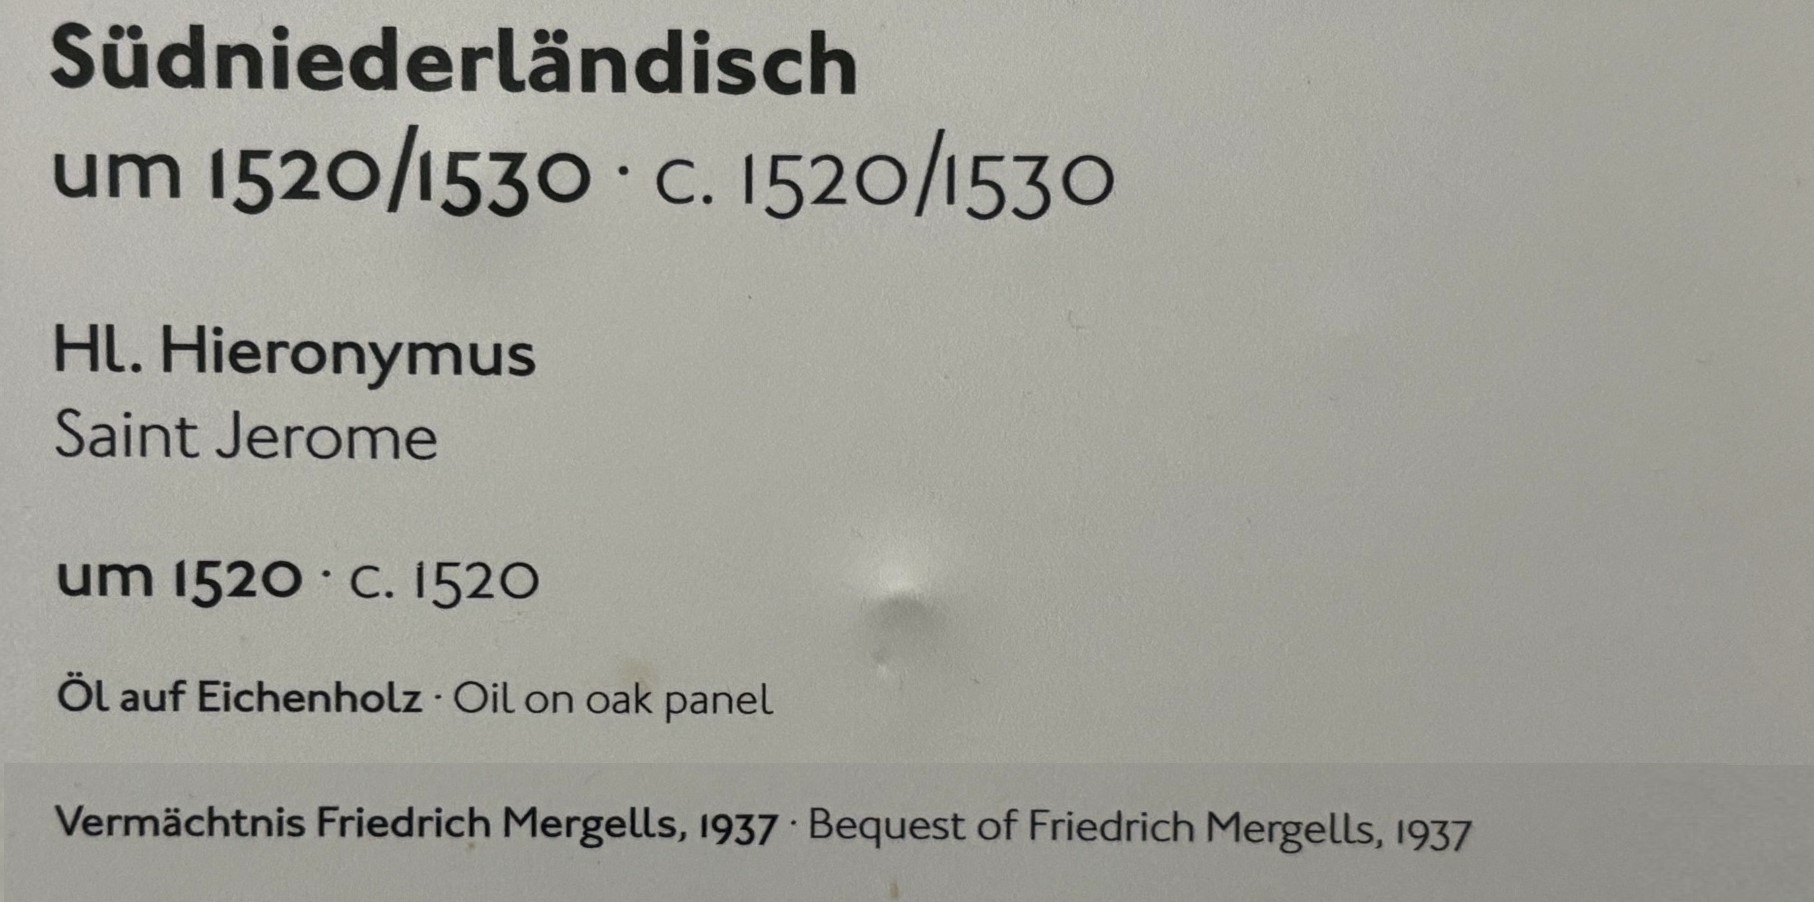 Südniederländisch
um 1520/1530 · c. 1520/1530
Hl. Hieronymus
Saint Jerome
um 1520 · c. 1520
Öl auf Eichenholz · Oil on oak panel
Vermächtnis Friedrich Mergells, 1937 · Bequest of Friedrich Mergells, 1937